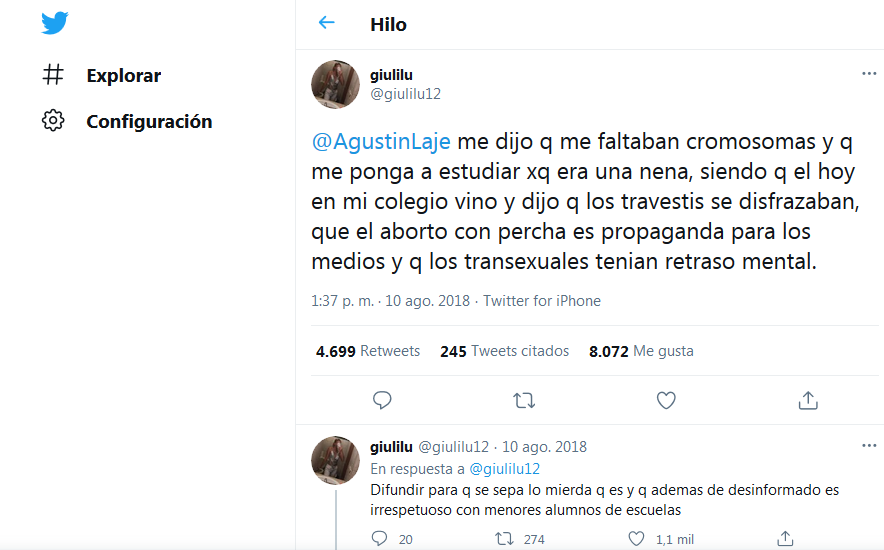 Hilo
Explorar
Configuración
giulilu
@giulilu12
@AgustinLaje me dijo q me faltaban cromosomas y q
me ponga a estudiar xq era una nena, siendo q el hoy
en mi colegio vino y dijo q los travestis se disfrazaban,
que el aborto con percha es propaganda para los
medios y q los transexuales tenian retraso mental.
1:37 p. m. · 10 ago. 2018 · Twitter for iPhone
4.699 Retweets 245 Tweets citados 8.072 Me gusta
giulilu @giulilu12 · 10 ago. 2018
En respuesta a @giulilu12
Difundir para q se sepa lo mierda q es y q ademas de desinformado es
irrespetuoso con menores alumnos de escuelas
20 274 1,1 mil